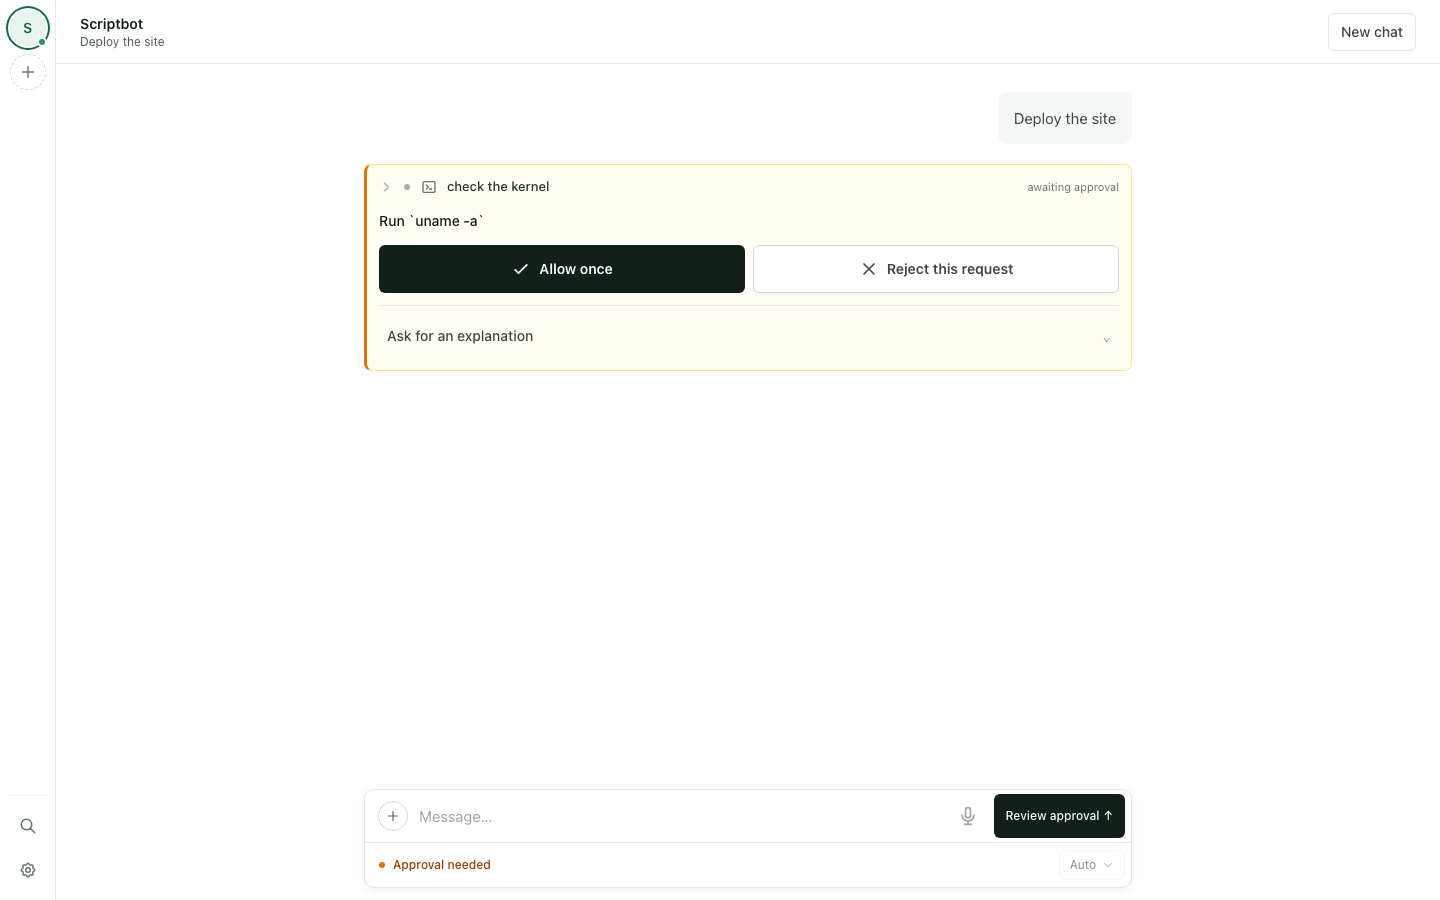 S
Scriptbot
Deploy the site
New chat
Deploy the site
check the kernel
awaiting approval
Run `uname -a`
Allow once
Reject this request
Ask for an explanation
Message...
Review approval ↑
Approval needed
Auto